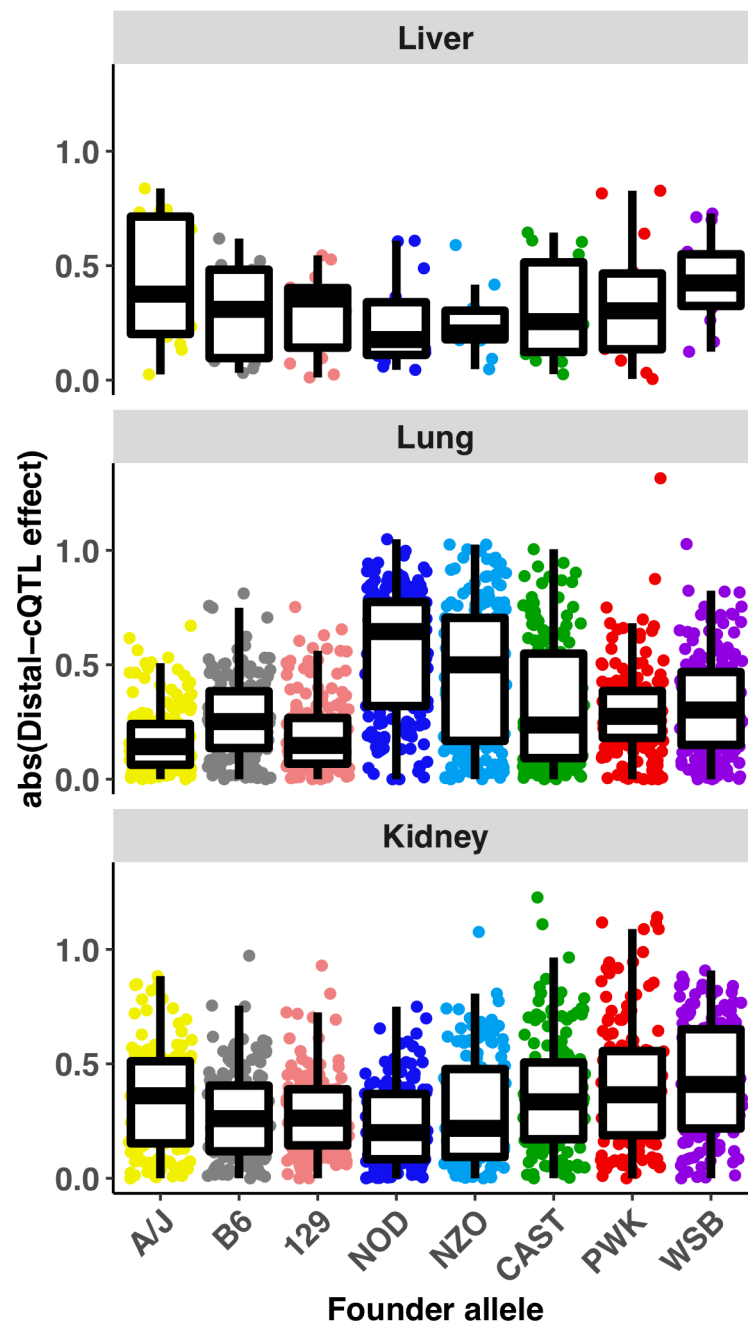 Liver
1.0
0.5
0.0
Lung
1.0
0.5
0.0
Kidney
1.0
0.5
0.0
abs(Distal−cQTL effect)
A/J
B6
129
NOD
NZO
CAST
PWK
WSB
Founder allele